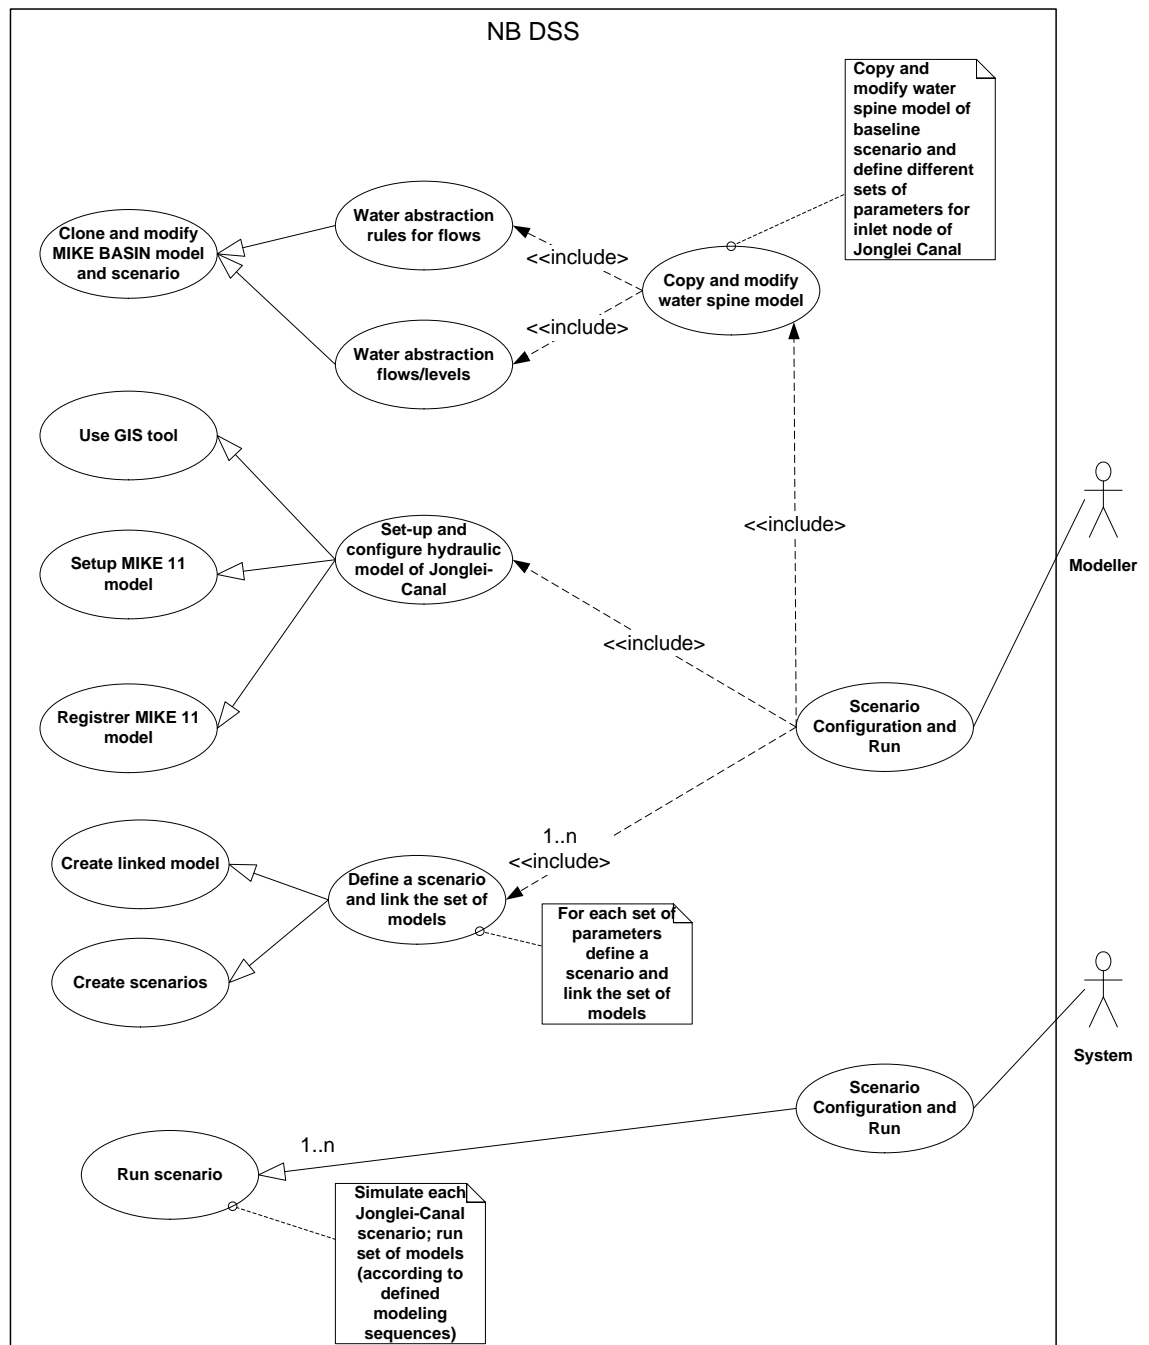 NB DSS
Copy and
modify water
spine model of
baseline
scenario and
define different
sets of
parameters for
inlet node of
Jonglei Canal
Water abstraction
rules for flows
Clone and modify
MIKE BASIN model
and scenario
<<include>>
Copy and modify
water spine model
<<include>>
Water abstraction
flows/levels
Use GIS tool
<<include>>
Set-up and
configure hydraulic
model of Jonglei-
Canal
Setup MIKE 11
model
Modeller
<<include>>
Registrer MIKE 11
model
Scenario
Configuration and
Run
1..n
<<include>>
Create linked model
Define a scenario
and link the set of
models
For each set of
parameters
define a
scenario and
link the set of
models
Create scenarios
System
Scenario
Configuration and
Run
1..n
Run scenario
Simulate each
Jonglei-Canal
scenario; run
set of models
(according to
defined
modeling
sequences)